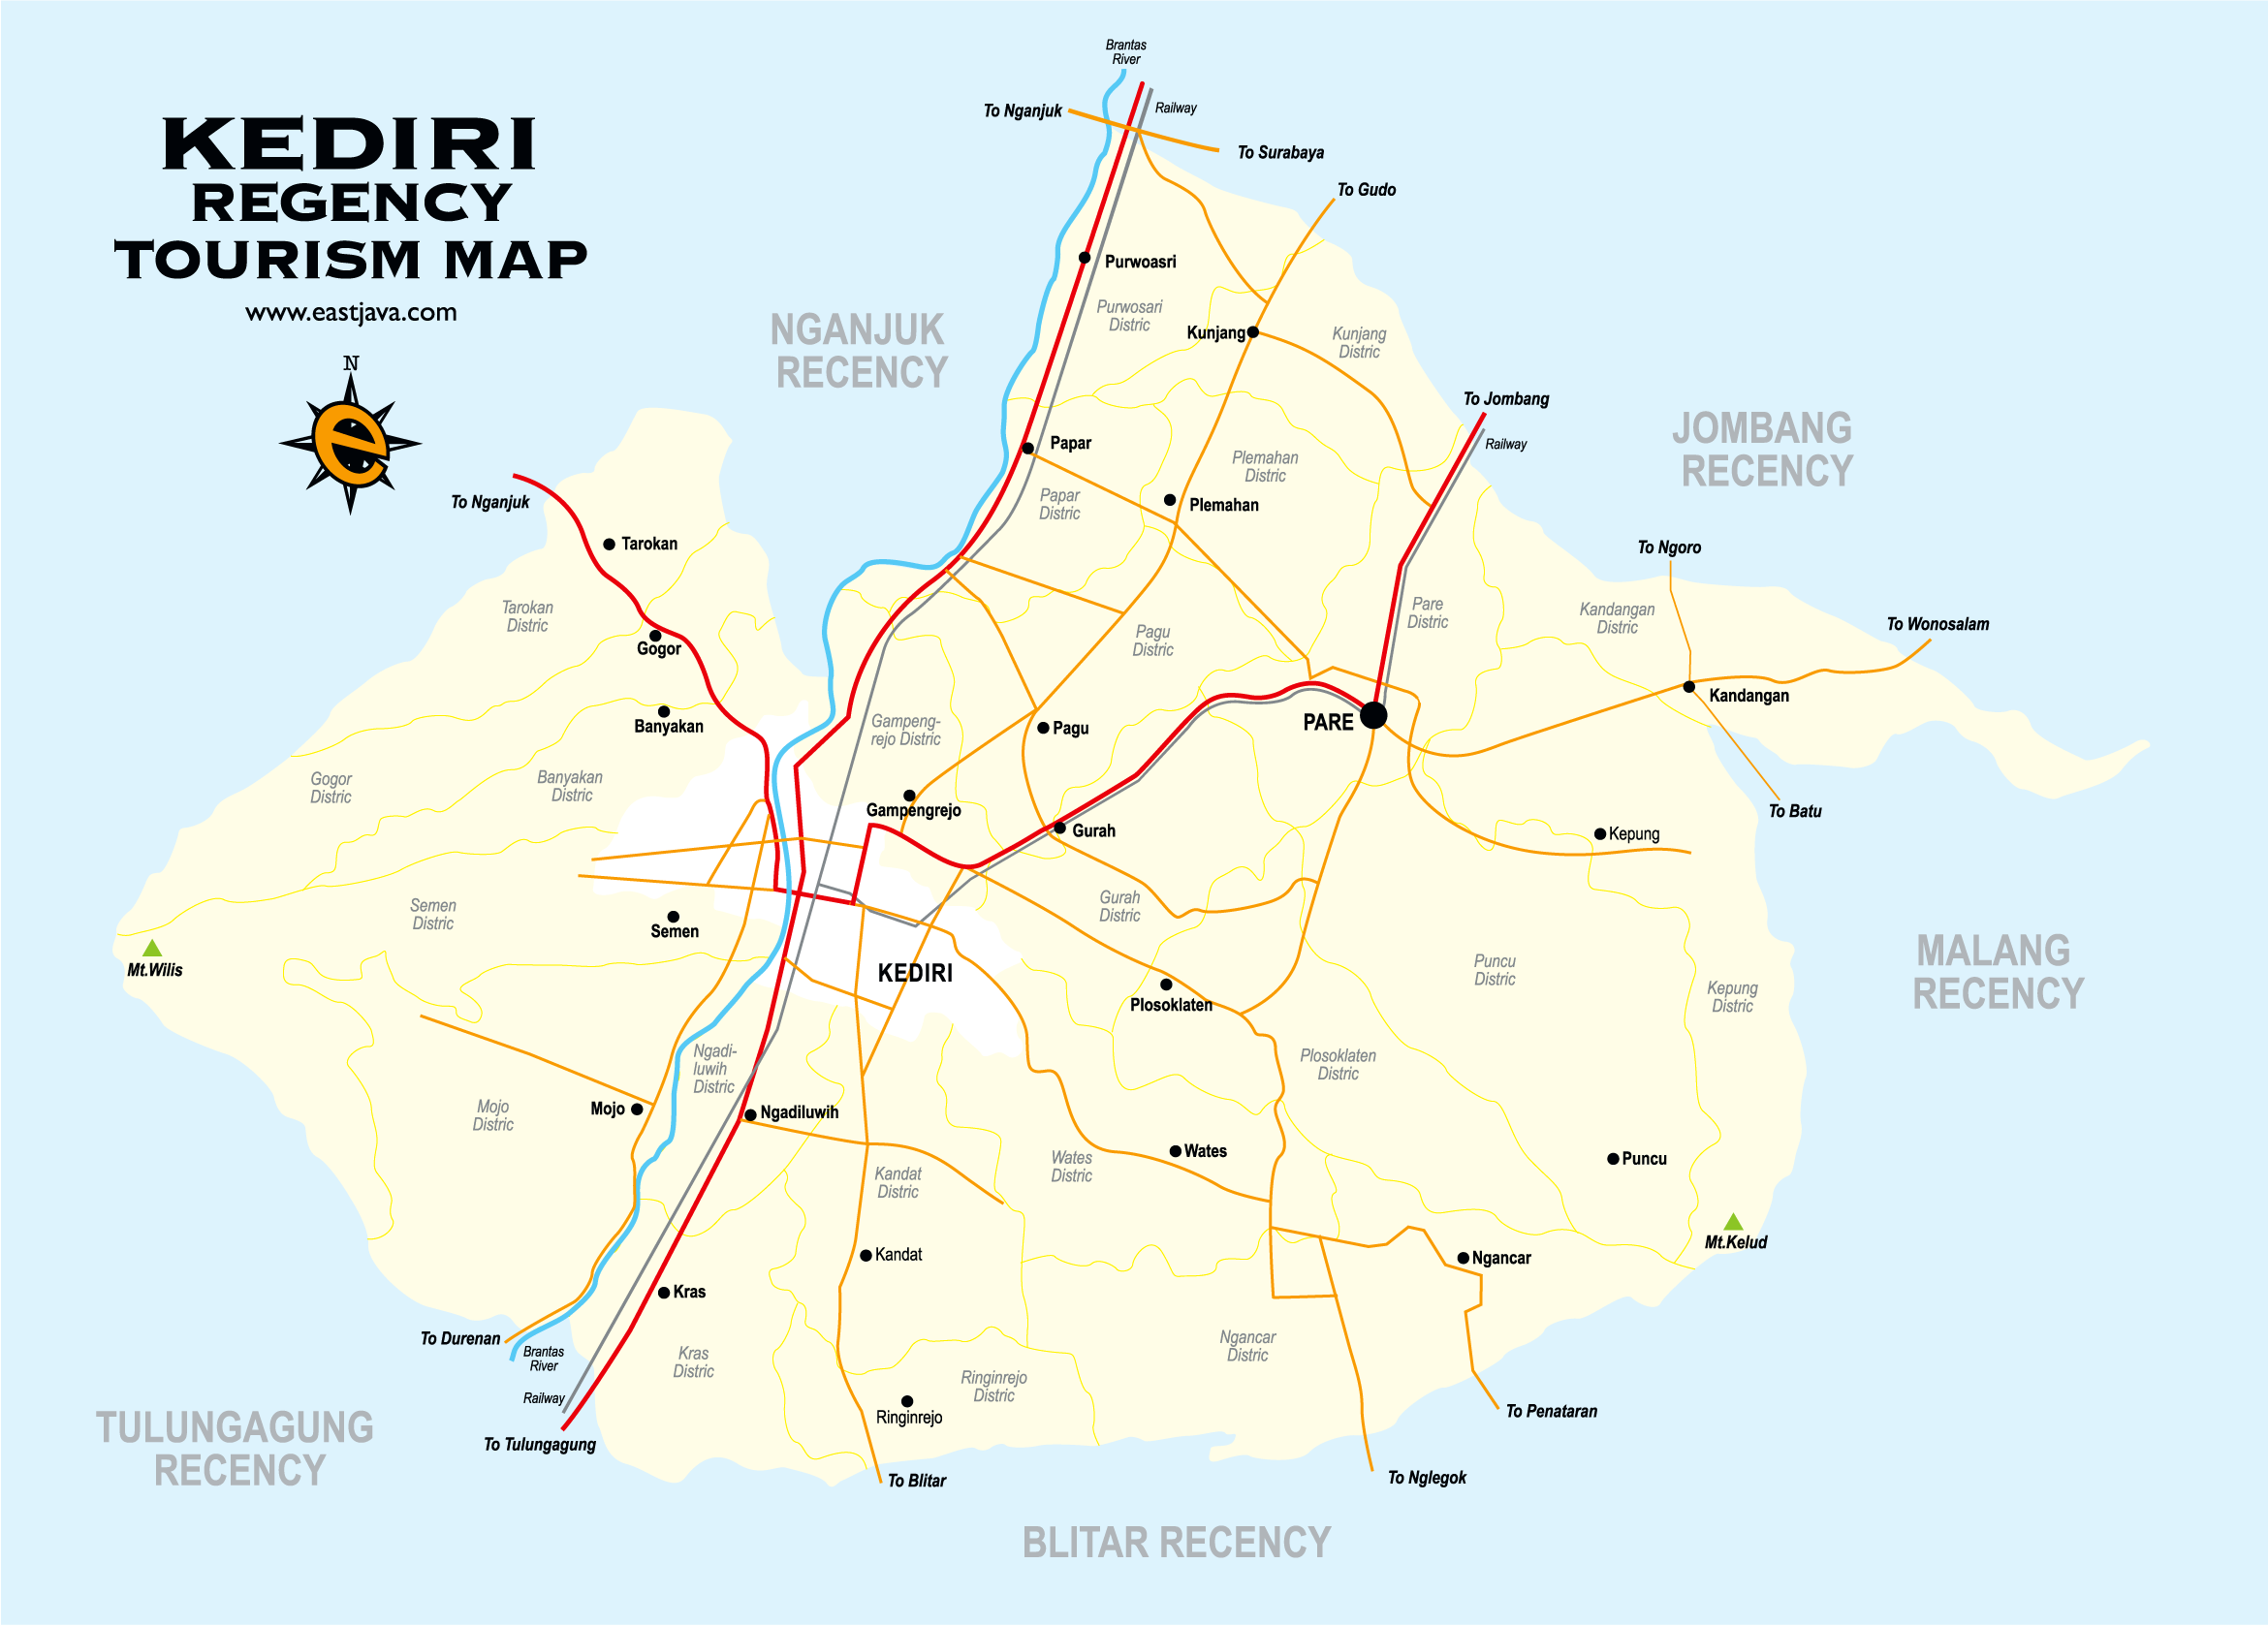 KEDIRI
REGENCY
TOURISM MAP
www.eastjava.com
N
e
Brantas
River
To Nganjuk
Railway
To Surabaya
To Gudo
Purwoasri
NGANJUK
RECENCY
Purwosari
Distric
Kunjang
Kunjang
Distric
To Jombang
Railway
JOMBANG
RECENCY
Papar
Plemahan
Distric
To Nganjuk
Papar
Distric
Plemahan
Tarokan
To Ngoro
Tarokan
Distric
Gogor
Pagu
Distric
Pare
Distric
Kandangan
Distric
To Wonosalam
Kandangan
Banyakan
Gampeng-
rejo Distric
Pagu
PARE
Gogor
Distric
Banyakan
Distric
Gampengrejo
Gurah
To Batu
Kepung
Semen
Distric
Semen
Gurah
Distric
Mt.Wilis
KEDIRI
Plosoklaten
Puncu
Distric
MALANG
RECENCY
Kepung
Distric
Ngadi-
luwih
Distric
Plosoklaten
Distric
Mojo
Distric
Mojo
Ngadiluwih
Wates
Distric
Wates
Puncu
Kandat
Distric
Kandat
Ngancar
Mt.Kelud
Kras
To Durenan
Brantas
River
Kras
Distric
Ngancar
Distric
Railway
Ringinrejo
Distric
Ringinrejo
To Penataran
TULUNGAGUNG
RECENCY
To Tulungagung
To Blitar
To Nglegok
BLITAR RECENCY